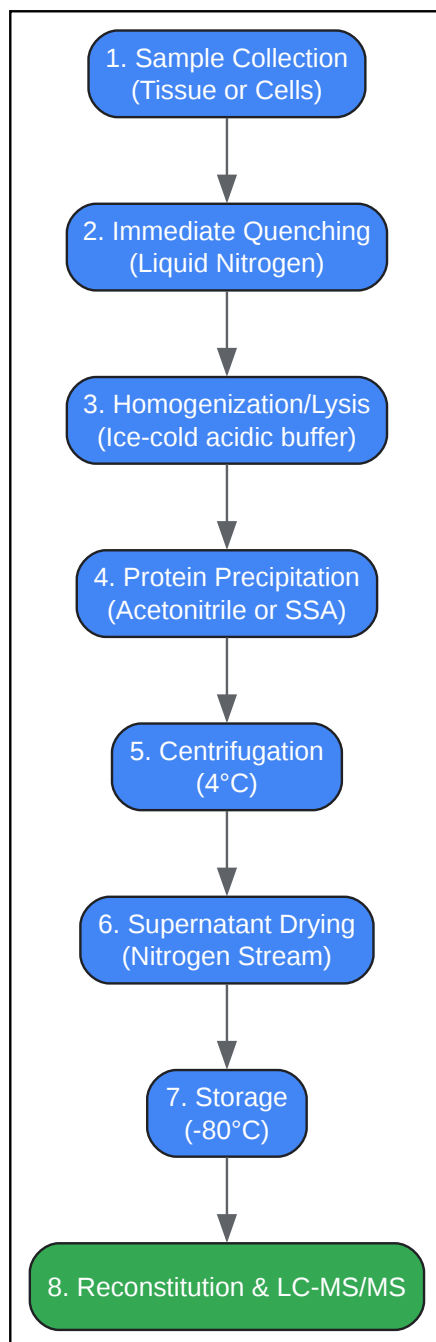 1. Sample Collection
(Tissue or Cells)
2. Immediate Quenching
(Liquid Nitrogen)
3. Homogenization/Lysis
(Ice-cold acidic buffer)
4. Protein Precipitation
(Acetonitrile or SSA)
5. Centrifugation
(4°C)
6. Supernatant Drying
(Nitrogen Stream)
7. Storage
(-80°C)
8. Reconstitution & LC-MS/MS